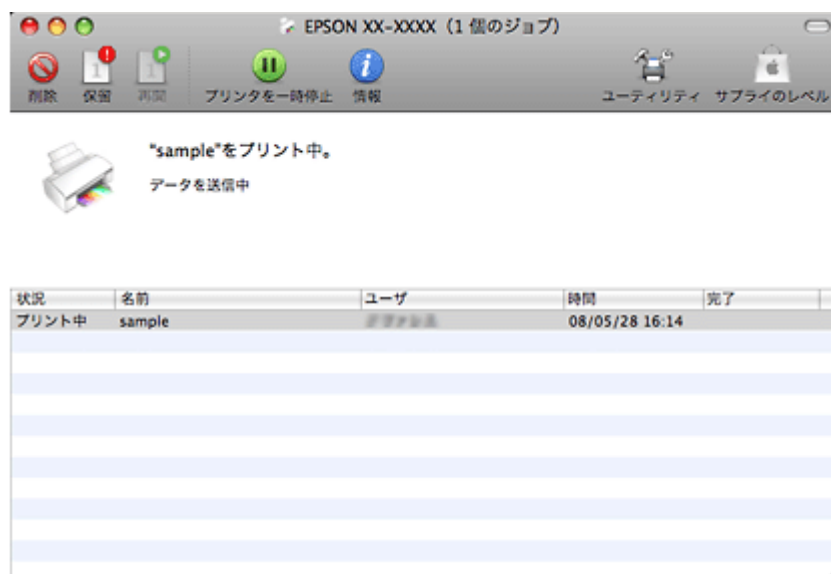 EPSON XX-XXXX（1 個のジョブ）
削除 保留 再開 プリンタを一時停止 情報 ユーティリティ サプライのレベル
"sample"をプリント中。
データを送信中
状況 名前 ユーザ 時間 完了
プリント中 sample 08/05/28 16:14